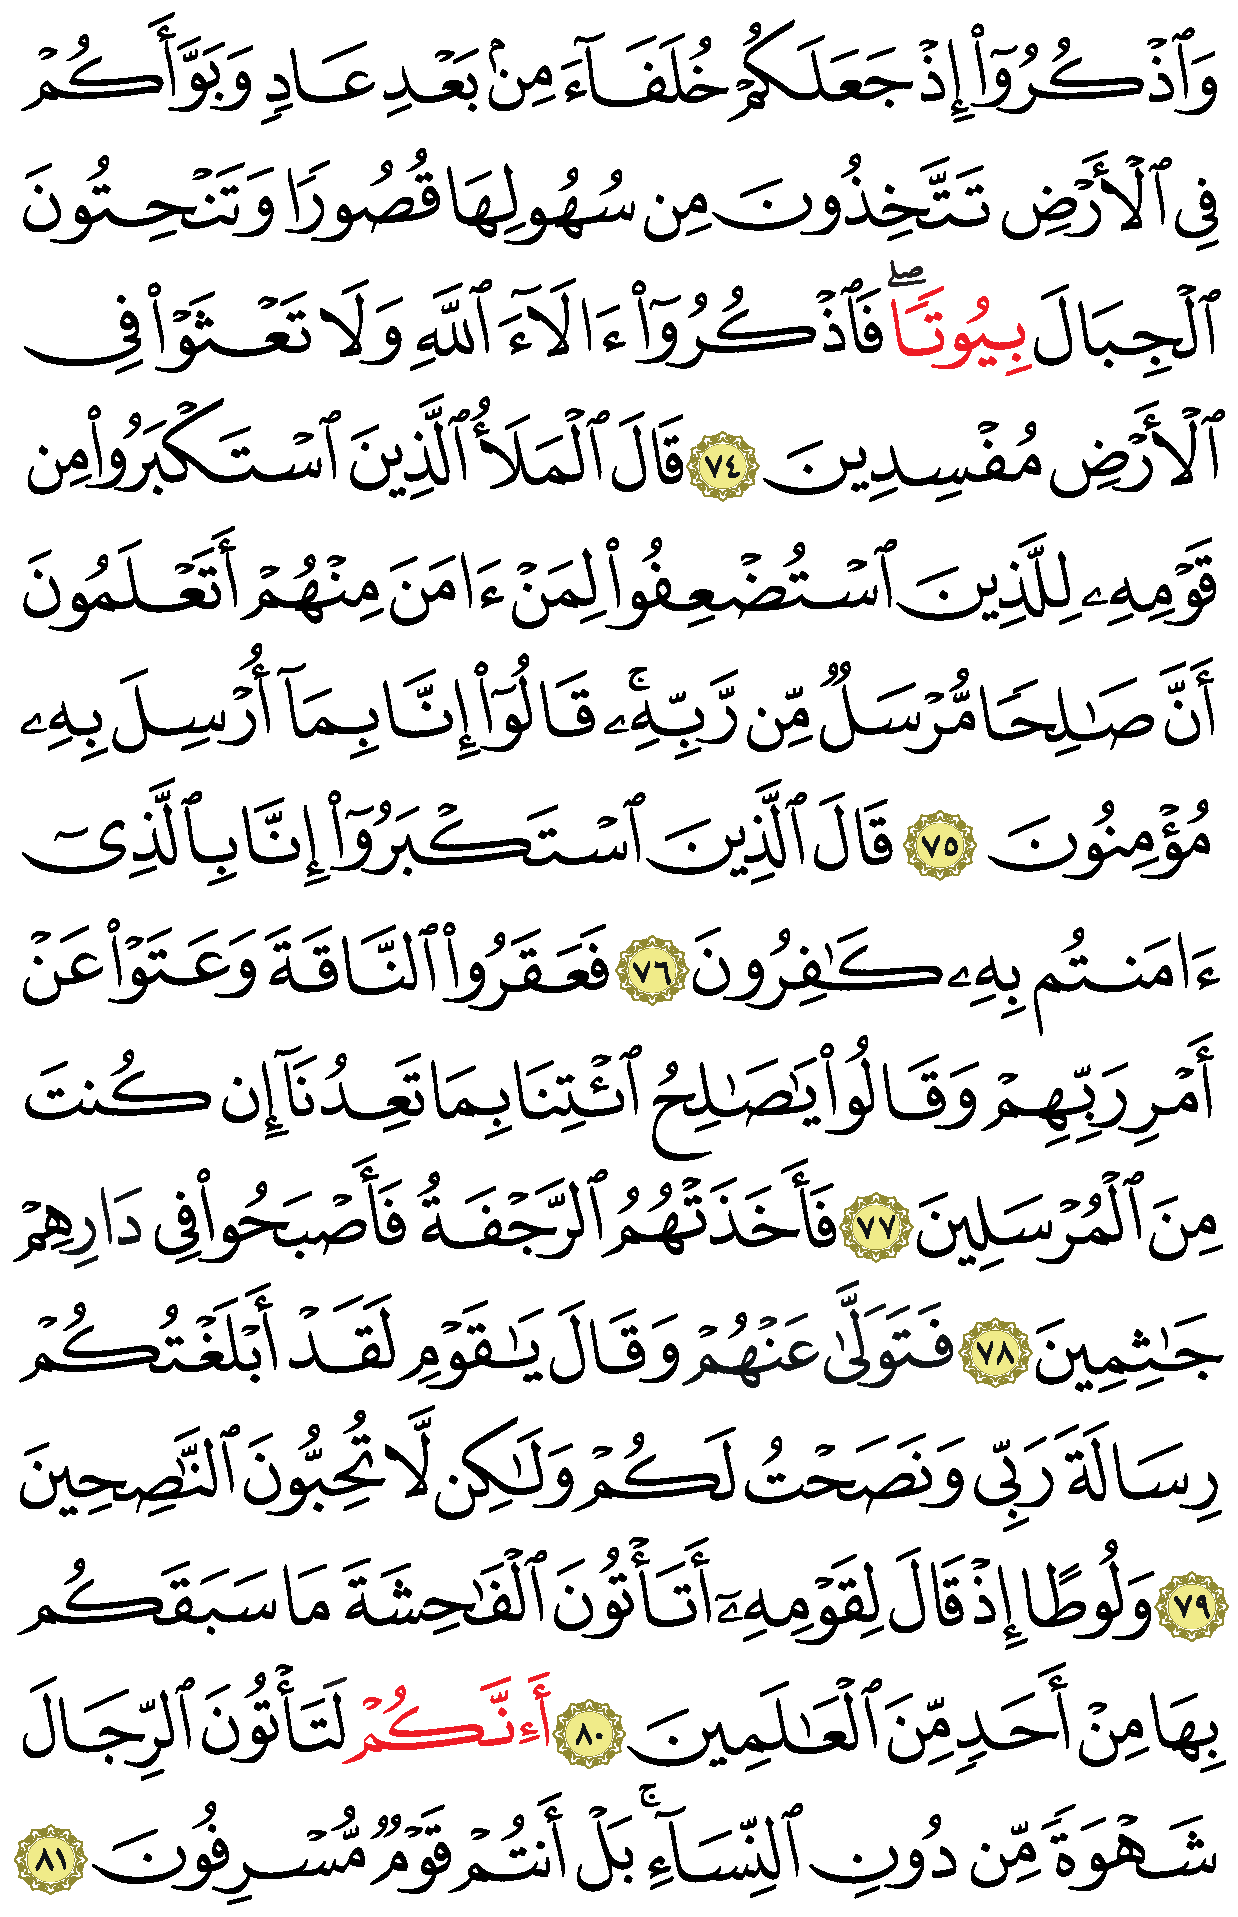 وَٱذۡكُرُوٓاْ إِذۡ جَعَلَكُمۡ خُلَفَآءَ مِنۢ بَعۡدِ عَادٖ وَبَوَّأَكُمۡ
فِي ٱلۡأَرۡضِ تَتَّخِذُونَ مِن سُهُولِهَا قُصُورٗا وَتَنۡحِتُونَ
ٱلۡجِبَالَ بِيُوتٗاۖ فَٱذۡكُرُوٓاْ ءَالَآءَ ٱللَّهِ وَلَا تَعۡثَوۡاْ فِي
ٱلۡأَرۡضِ مُفۡسِدِينَ ٧٤ قَالَ ٱلۡمَلَأُ ٱلَّذِينَ ٱسۡتَكۡبَرُواْ مِن
قَوۡمِهِۦ لِلَّذِينَ ٱسۡتُضۡعِفُواْ لِمَنۡ ءَامَنَ مِنۡهُمۡ أَتَعۡلَمُونَ
أَنَّ صَٰلِحٗا مُّرۡسَلٞ مِّن رَّبِّهِۦۚ قَالُوٓاْ إِنَّا بِمَآ أُرۡسِلَ بِهِۦ
مُؤۡمِنُونَ ٧٥ قَالَ ٱلَّذِينَ ٱسۡتَكۡبَرُوٓاْ إِنَّا بِٱلَّذِيٓ
ءَامَنتُم بِهِۦ كَٰفِرُونَ ٧٦ فَعَقَرُواْ ٱلنَّاقَةَ وَعَتَوۡاْ عَنۡ
أَمۡرِ رَبِّهِمۡ وَقَالُواْ يَٰصَٰلِحُ ٱئۡتِنَا بِمَا تَعِدُنَآ إِن كُنتَ
مِنَ ٱلۡمُرۡسَلِينَ ٧٧ فَأَخَذَتۡهُمُ ٱلرَّجۡفَةُ فَأَصۡبَحُواْ فِي دَارِهِمۡ
جَٰثِمِينَ ٧٨ فَتَوَلَّىٰ عَنۡهُمۡ وَقَالَ يَٰقَوۡمِ لَقَدۡ أَبۡلَغۡتُكُمۡ
رِسَالَةَ رَبِّي وَنَصَحۡتُ لَكُمۡ وَلَٰكِن لَّا تُحِبُّونَ ٱلنَّٰصِحِينَ
٧٩ وَلُوطًا إِذۡ قَالَ لِقَوۡمِهِۦٓ أَتَأۡتُونَ ٱلۡفَٰحِشَةَ مَا سَبَقَكُم
بِهَا مِنۡ أَحَدٖ مِّنَ ٱلۡعَٰلَمِينَ ٨٠ أَءِنَّكُمۡ لَتَأۡتُونَ ٱلرِّجَالَ
شَهۡوَةٗ مِّن دُونِ ٱلنِّسَآءِۚ بَلۡ أَنتُمۡ قَوۡمٞ مُّسۡرِفُونَ ٨١